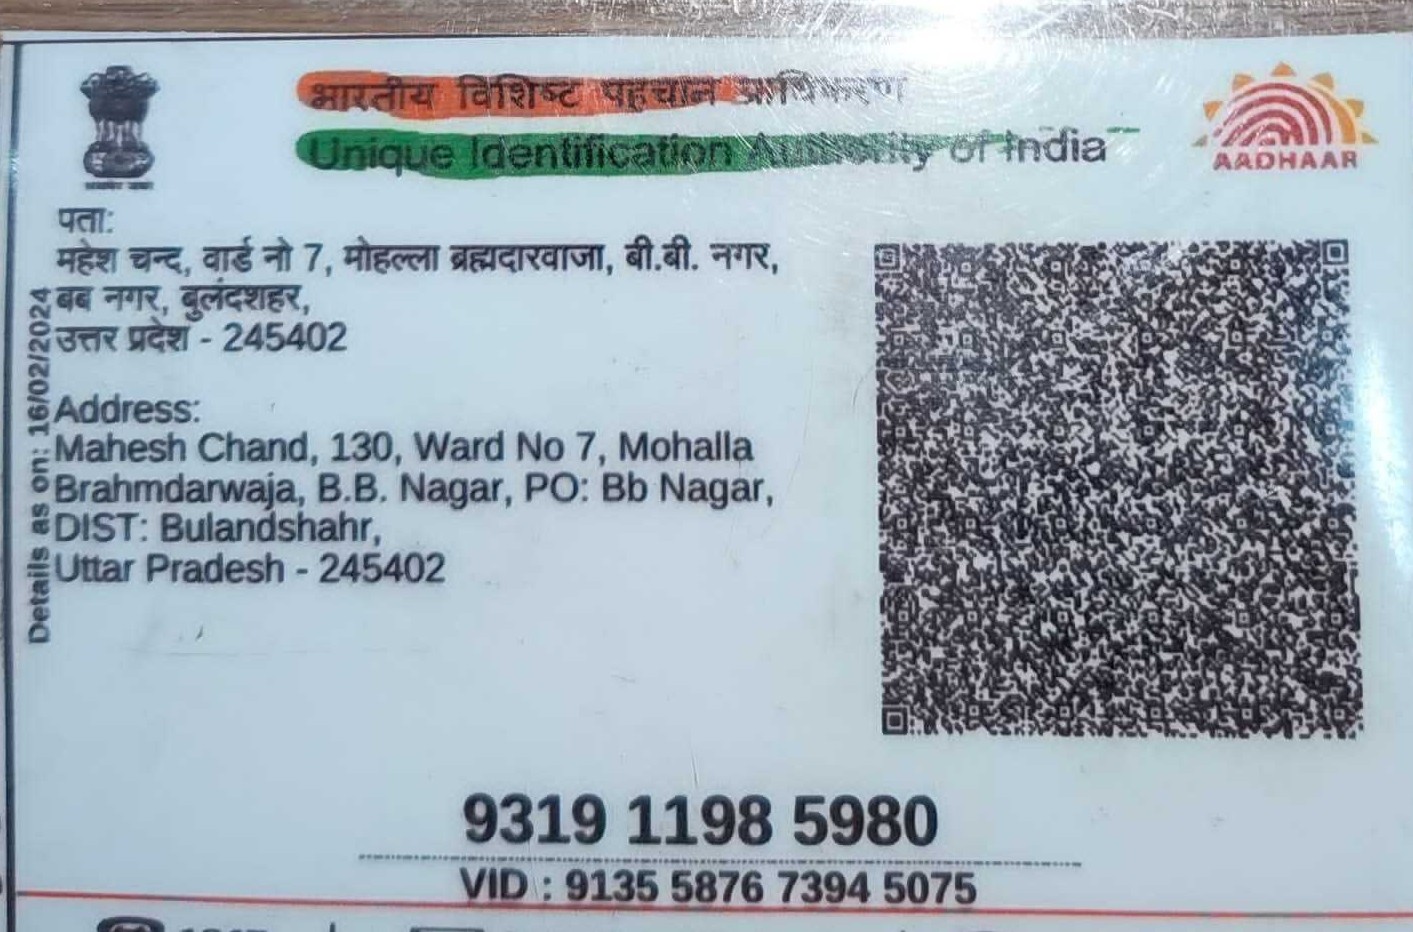 भारतीय विशिष्ट पहचान प्राधिकरण
Unique Identification Authority of India
AADHAAR
पता:
महेश चन्द, वार्ड नो 7, मोहल्ला ब्रह्मदारवाजा, बी.बी. नगर,
बब नगर, बुलंदशहर,
उत्तर प्रदेश - 245402
Address:
Mahesh Chand, 130, Ward No 7, Mohalla
Brahmdarwaja, B.B. Nagar, PO: Bb Nagar,
DIST: Bulandshahr,
Uttar Pradesh - 245402
Details as on: 16/02/2024
9319 1198 5980
VID : 9135 5876 7394 5075